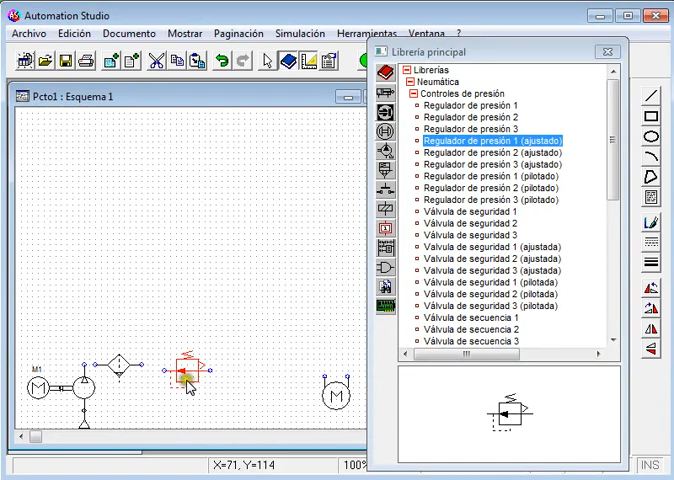 Automation Studio
Archivo Edición Documento Mostrar Paginación Simulación Herramientas Ventana ?
Librería principal
Pcto1 : Esquema 1
Librerías
Neumática
Controles de presión
Regulador de presión 1
Regulador de presión 2
Regulador de presión 3
Regulador de presión 1 (ajustado)
Regulador de presión 2 (ajustado)
Regulador de presión 3 (ajustado)
Regulador de presión 1 (pilotado)
Regulador de presión 2 (pilotado)
Regulador de presión 3 (pilotado)
Válvula de seguridad 1
Válvula de seguridad 2
Válvula de seguridad 3
Válvula de seguridad 1 (ajustada)
Válvula de seguridad 2 (ajustada)
Válvula de seguridad 3 (ajustada)
Válvula de seguridad 1 (pilotada)
Válvula de seguridad 2 (pilotada)
Válvula de seguridad 3 (pilotada)
Válvula de secuencia 1
Válvula de secuencia 2
Válvula de secuencia 3
M1
M
M
X=71, Y=114
100%
INS